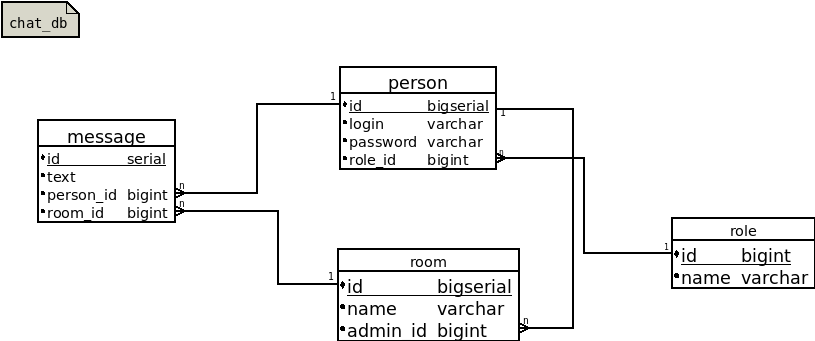 chat_db
person
1
id bigserial
1
login varchar
password varchar
n
role_id bigint
message
id serial
text
n
person_id bigint
n
room_id bigint
role
1
id bigint
name varchar
room
1
id bigserial
name varchar
n
admin_id bigint